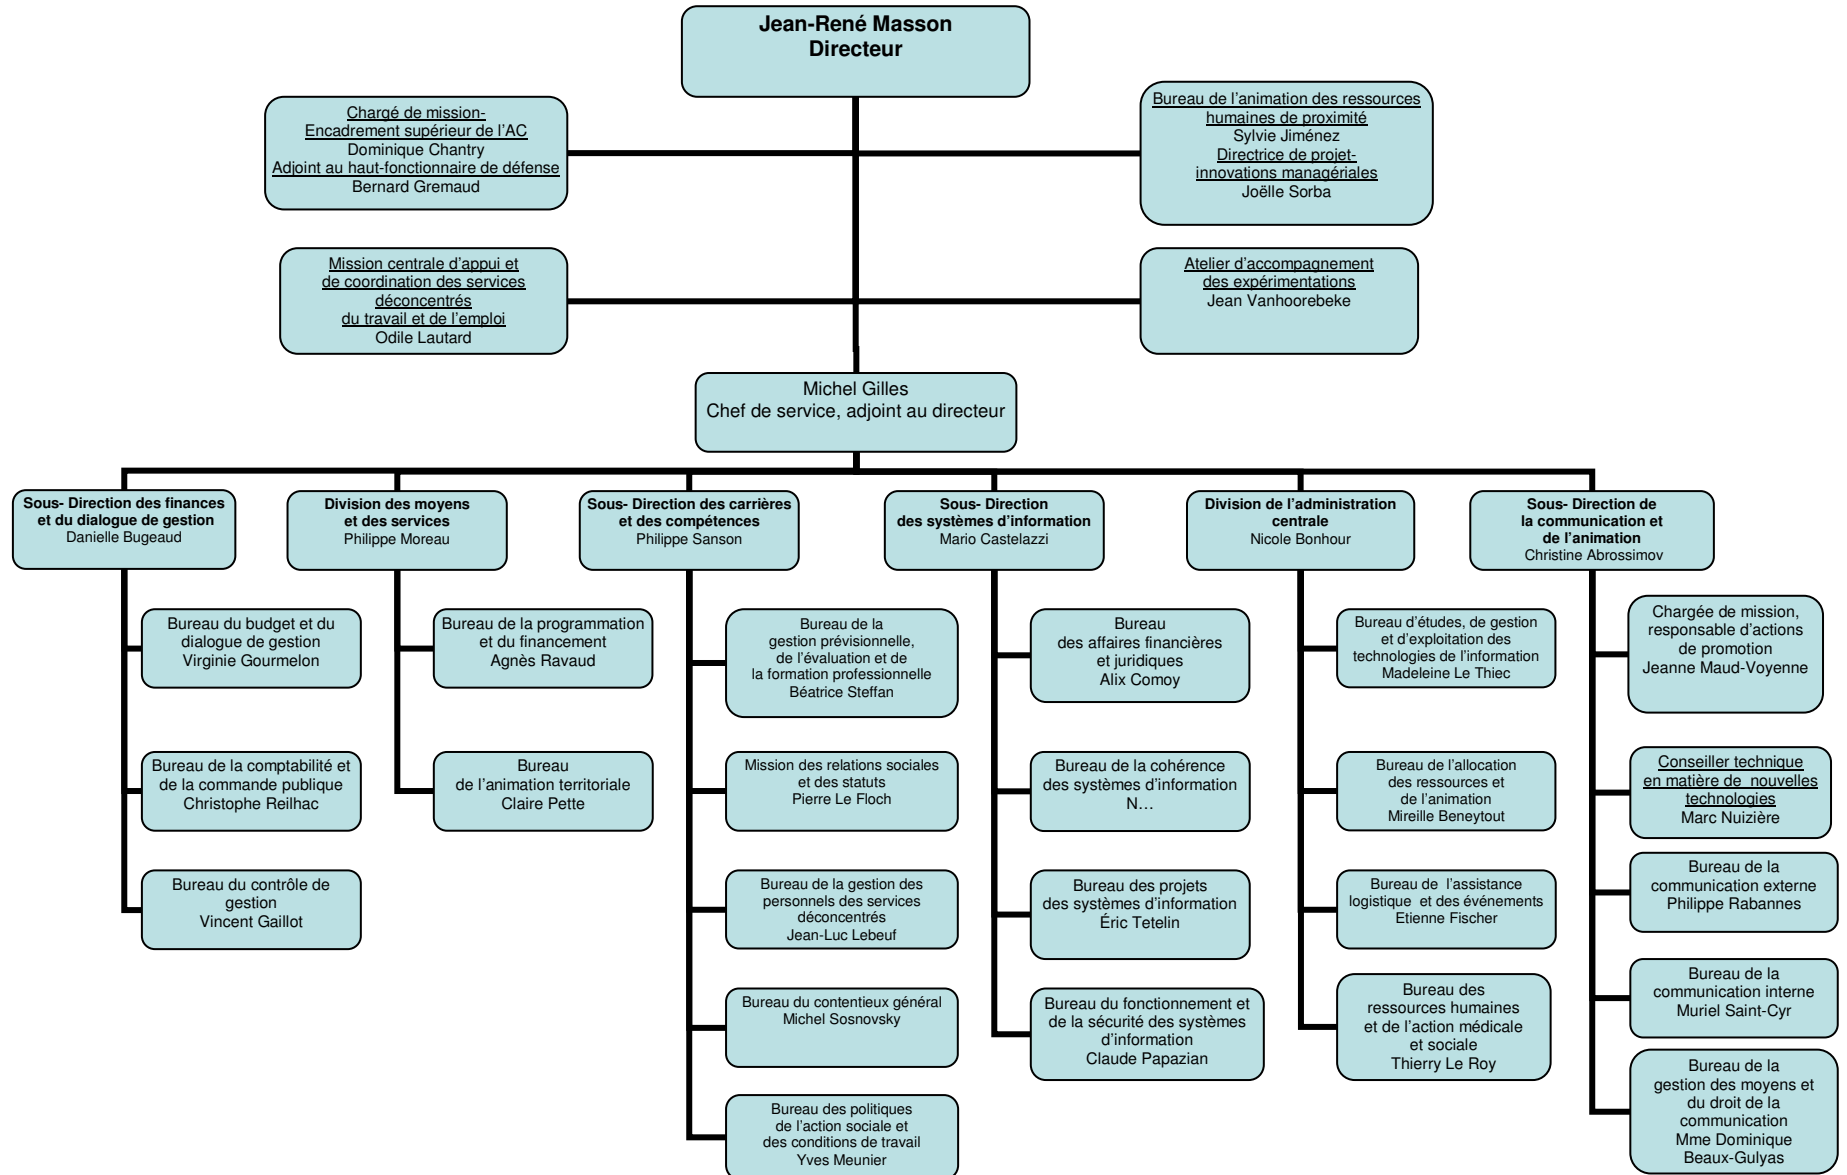 Jean-René Masson
Directeur
Chargé de mission-
Encadrement supérieur de l'AC
Dominique Chantry
Adjoint au haut-fonctionnaire de défense
Bernard Gremaud
Bureau de l'animation des ressources
humaines de proximité
Sylvie Jiménez
Directrice de projet-
innovations managériales
Joëlle Sorba
Mission centrale d'appui et
de coordination des services
déconcentrés
du travail et de l'emploi
Odile Lautard
Atelier d'accompagnement
des expérimentations
Jean Vanhoorebeke
Michel Gilles
Chef de service, adjoint au directeur
Sous- Direction des finances
et du dialogue de gestion
Danielle Bugeaud
Division des moyens
et des services
Philippe Moreau
Sous- Direction des carrières
et des compétences
Philippe Sanson
Sous- Direction
des systèmes d'information
Mario Castelazzi
Division de l'administration
centrale
Nicole Bonhour
Sous- Direction de
la communication et
de l'animation
Christine Abrossimov
Bureau du budget et du
dialogue de gestion
Virginie Gourmelon
Bureau de la comptabilité et
de la commande publique
Christophe Reilhac
Bureau du contrôle de
gestion
Vincent Gaillot
Bureau de la programmation
et du financement
Agnès Ravaud
Bureau
de l'animation territoriale
Claire Pette
Bureau de la
gestion prévisionnelle,
de l'évaluation et de
la formation professionnelle
Béatrice Steffan
Mission des relations sociales
et des statuts
Pierre Le Floch
Bureau de la gestion des
personnels des services
déconcentrés
Jean-Luc Lebeuf
Bureau du contentieux général
Michel Sosnovsky
Bureau des politiques
de l'action sociale et
des conditions de travail
Yves Meunier
Bureau
des affaires financières
et juridiques
Alix Comoy
Bureau de la cohérence
des systèmes d'information
N…
Bureau des projets
des systèmes d'information
Éric Tetelin
Bureau du fonctionnement et
de la sécurité des systèmes
d'information
Claude Papazian
Bureau d'études, de gestion
et d'exploitation des
technologies de l'information
Madeleine Le Thiec
Bureau de l'allocation
des ressources et
de l'animation
Mireille Beneytout
Bureau de l'assistance
logistique et des événements
Etienne Fischer
Bureau des
ressources humaines
et de l'action médicale
et sociale
Thierry Le Roy
Chargée de mission,
responsable d'actions
de promotion
Jeanne Maud-Voyenne
Conseiller technique
en matière de nouvelles
technologies
Marc Nuizière
Bureau de la
communication externe
Philippe Rabannes
Bureau de la
communication interne
Muriel Saint-Cyr
Bureau de la
gestion des moyens et
du droit de la
communication
Mme Dominique
Beaux-Gulyas